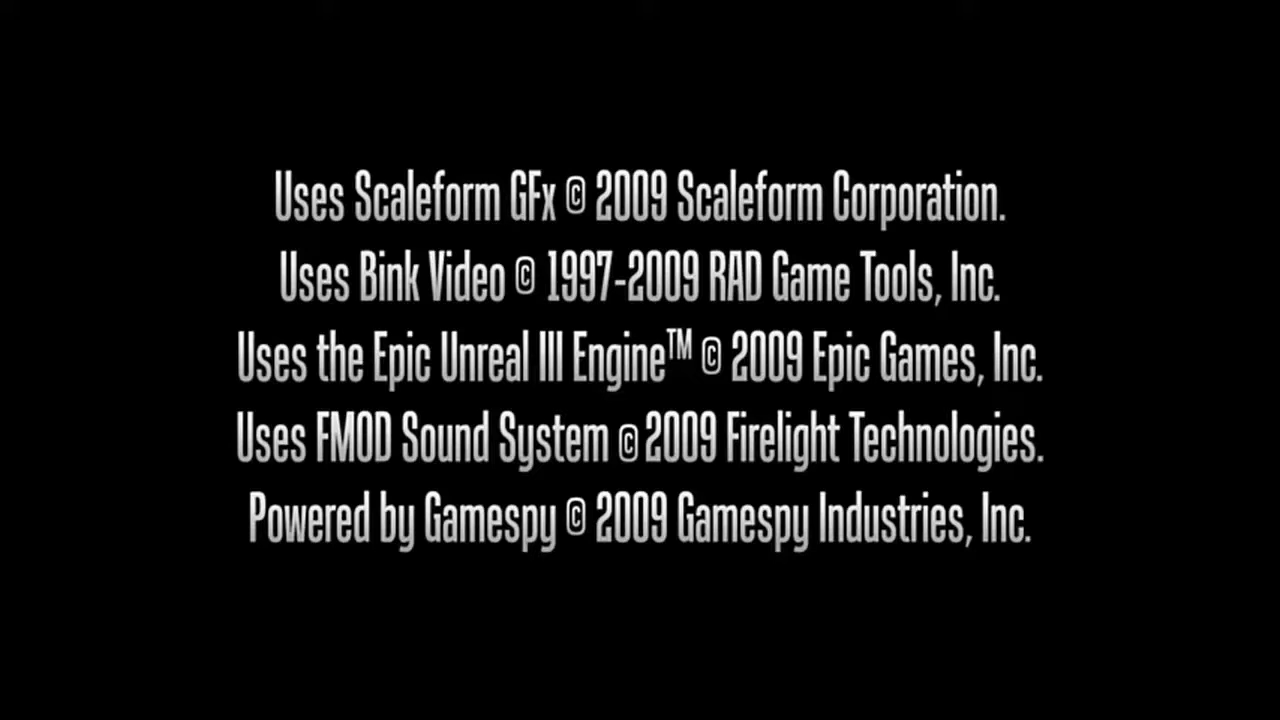 Uses Scaleform GFx © 2009 Scaleform Corporation.
Uses Bink Video © 1997-2009 RAD Game Tools, Inc.
Uses the Epic Unreal III Engine™ © 2009 Epic Games, Inc.
Uses FMOD Sound System © 2009 Firelight Technologies.
Powered by Gamespy © 2009 Gamespy Industries, Inc.